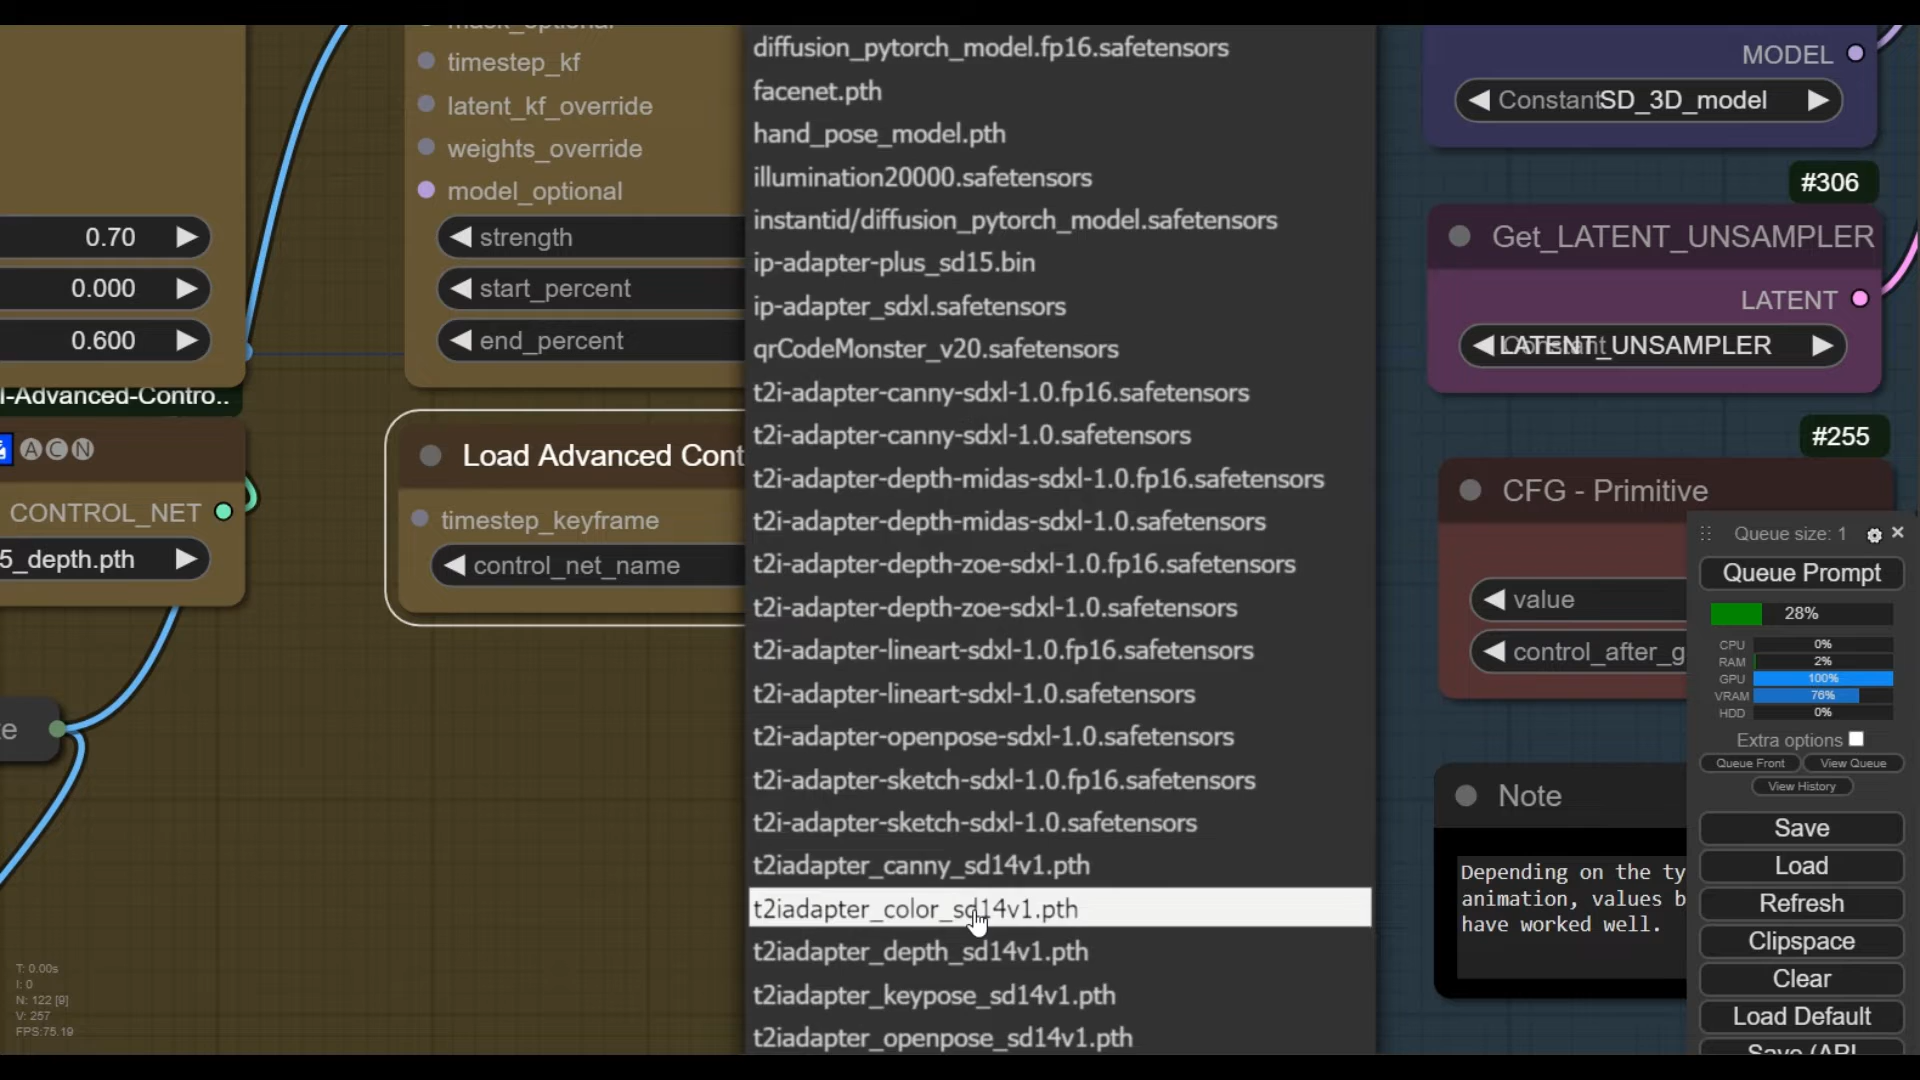 timestep_kf
latent_kf_override
weights_override
model_optional
strength
start_percent
end_percent
0.70
0.000
0.600
l-Advanced-Contro..
A C N
CONTROL_NET
5_depth.pth
Load Advanced Cont
timestep_keyframe
control_net_name
T: 0.00s
I: 0
N: 122 [9]
V: 257
FPS:75.19
diffusion_pytorch_model.fp16.safetensors
facenet.pth
hand_pose_model.pth
illumination20000.safetensors
instantid/diffusion_pytorch_model.safetensors
ip-adapter-plus_sd15.bin
ip-adapter_sdxl.safetensors
qrCodeMonster_v20.safetensors
t2i-adapter-canny-sdxl-1.0.fp16.safetensors
t2i-adapter-canny-sdxl-1.0.safetensors
t2i-adapter-depth-midas-sdxl-1.0.fp16.safetensors
t2i-adapter-depth-midas-sdxl-1.0.safetensors
t2i-adapter-depth-zoe-sdxl-1.0.fp16.safetensors
t2i-adapter-depth-zoe-sdxl-1.0.safetensors
t2i-adapter-lineart-sdxl-1.0.fp16.safetensors
t2i-adapter-lineart-sdxl-1.0.safetensors
t2i-adapter-openpose-sdxl-1.0.safetensors
t2i-adapter-sketch-sdxl-1.0.fp16.safetensors
t2i-adapter-sketch-sdxl-1.0.safetensors
t2iadapter_canny_sd14v1.pth
t2iadapter_color_sd14v1.pth
t2iadapter_depth_sd14v1.pth
t2iadapter_keypose_sd14v1.pth
t2iadapter_openpose_sd14v1.pth
MODEL
Constant SD_3D_model
#306
Get_LATENT_UNSAMPLER
LATENT
LATENT_UNSAMPLER
#255
CFG - Primitive
value
control_after_g
Note
Depending on the ty
animation, values b
have worked well.
Queue size: 1
Queue Prompt
28%
CPU 0%
RAM 2%
GPU 100%
VRAM 76%
HDD 0%
Extra options
Queue Front View Queue
View History
Save
Load
Refresh
Clipspace
Clear
Load Default
Save (API